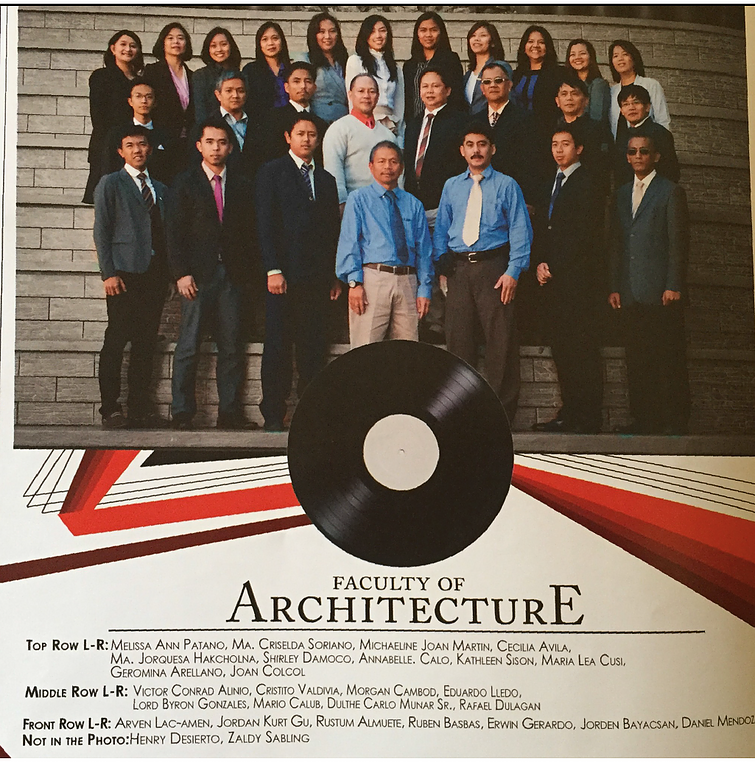 FACULTY OF
ARCHITECTURE
TOP ROW L-R: MELISSA ANN PATANO, MA. CRISELDA SORIANO, MICHAELINE JOAN MARTIN, CECILIA AVILA,
MA. JORQUESA HAKCHOLNA, SHIRLEY DAMOCO, ANNABELLE. CALO, KATHLEEN SISON, MARIA LEA CUSI,
GEROMINA ARELLANO, JOAN COLCOL
MIDDLE ROW L-R: VICTOR CONRAD ALINIO, CRISTITO VALDIVIA, MORGAN CAMBOD, EDUARDO LLEDO,
LORD BYRON GONZALES, MARIO CALUB, DULTHE CARLO MUNAR SR., RAFAEL DULAGAN
FRONT ROW L-R: ARVEN LAC-AMEN, JORDAN KURT GU, RUSTUM ALMUETE, RUBEN BASBAS, ERWIN GERARDO, JORDEN BAYACSAN, DANIEL MENDOZ
NOT IN THE PHOTO: HENRY DESIERTO, ZALDY SABLING